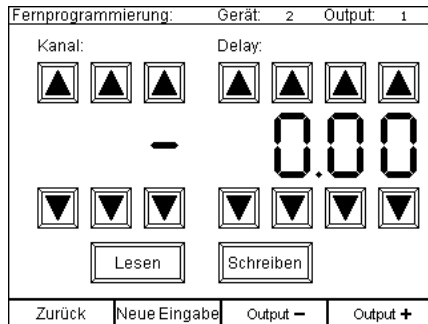 Fernprogrammierung: Gerät: 2 Output: 1
Kanal: Delay:
- 0.00
Lesen Schreiben
Zurück Neue Eingabe Output - Output +